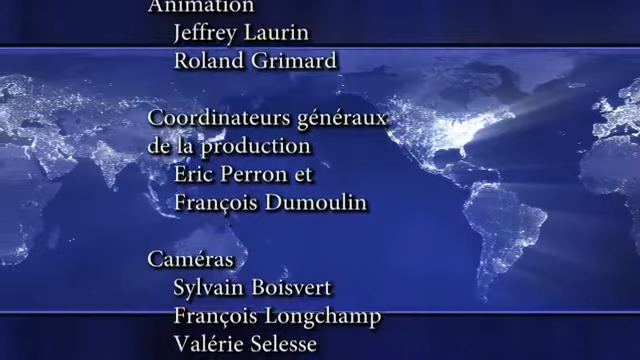 Animation
Jeffrey Laurin
Roland Grimard
Coordinateurs généraux
de la production
Eric Perron et
François Dumoulin
Caméras
Sylvain Boisvert
François Longchamp
Valérie Selesse